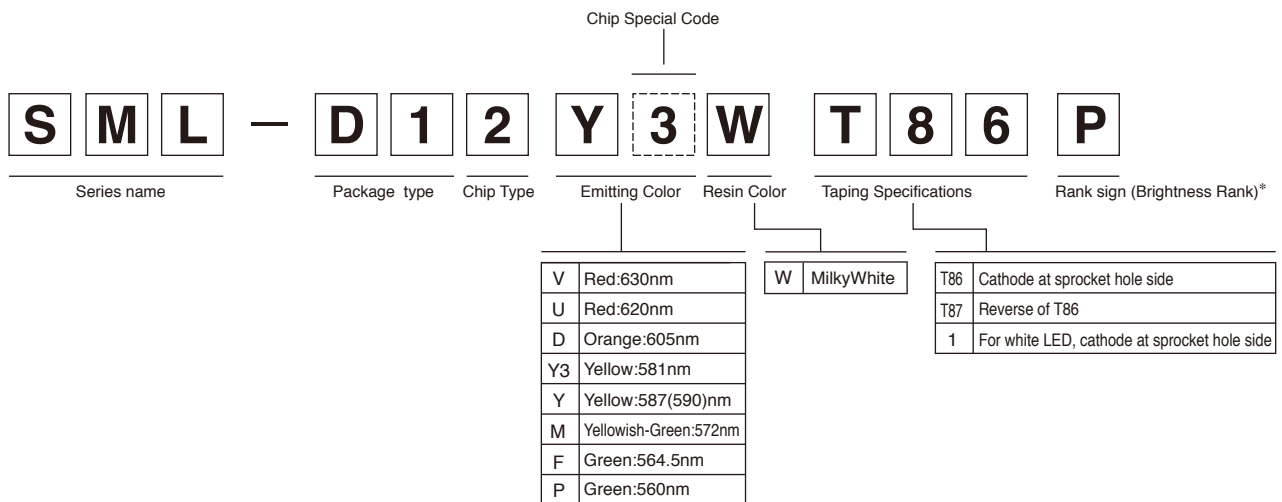 Chip Special Code
S M L — D 1 2 Y 3 W T 8 6 P
Series name Package type Chip Type Emitting Color Resin Color Taping Specifications Rank sign (Brightness Rank)*
V Red:630nm
U Red:620nm
D Orange:605nm
Y3 Yellow:581nm
Y Yellow:587(590)nm
M Yellowish-Green:572nm
F Green:564.5nm
P Green:560nm
W MilkyWhite
T86 Cathode at sprocket hole side
T87 Reverse of T86
1 For white LED, cathode at sprocket hole side